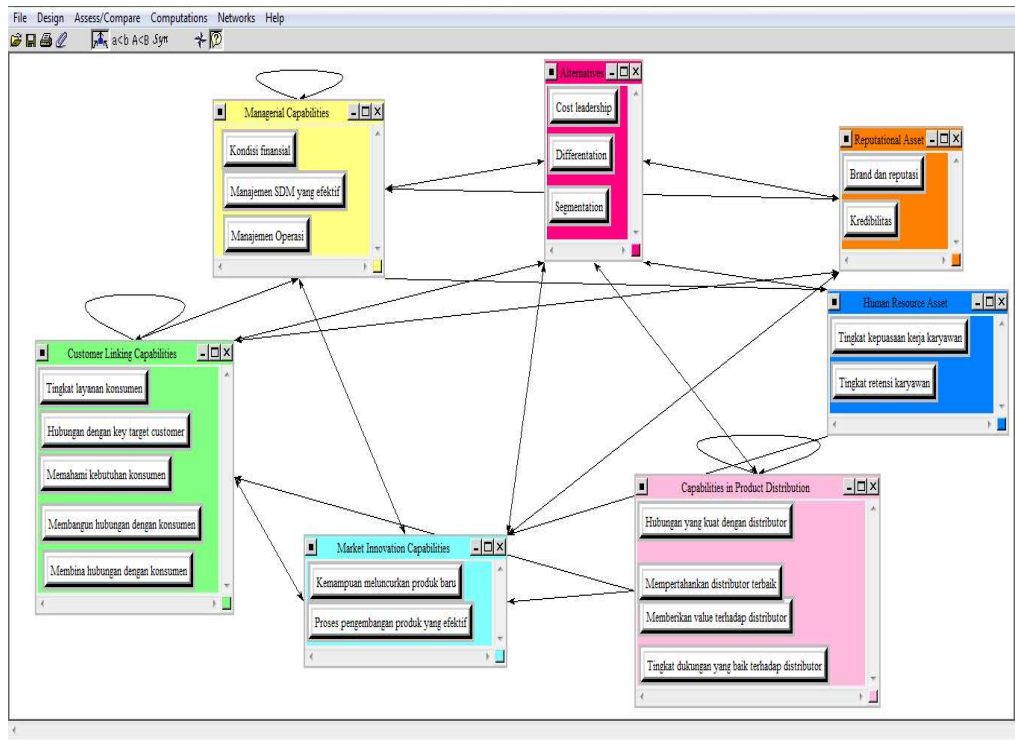 File Design Assess/Compare Computations Networks Help
a<b A<B Syn
Managerial Capabilities
Kondisi finansial
Manajemen SDM yang efektif
Manajemen Operasi
Alternatives
Cost leadership
Differentation
Segmentation
Reputational Asset
Brand dan reputasi
Kredibilitas
Human Resource Asset
Tingkat kepuasaan kerja karyawan
Tingkat retensi karyawan
Customer Linking Capabilities
Tingkat layanan konsumen
Hubungan dengan key target customer
Memahami kebutuhan konsumen
Membangun hubungan dengan konsumen
Membina hubungan dengan konsumen
Market Innovation Capabilities
Kemampuan meluncurkan produk baru
Proses pengembangan produk yang efektif
Capabilities in Product Distribution
Hubungan yang kuat dengan distributor
Mempertahankan distributor terbaik
Memberikan value terhadap distributor
Tingkat dukungan yang baik terhadap distributor